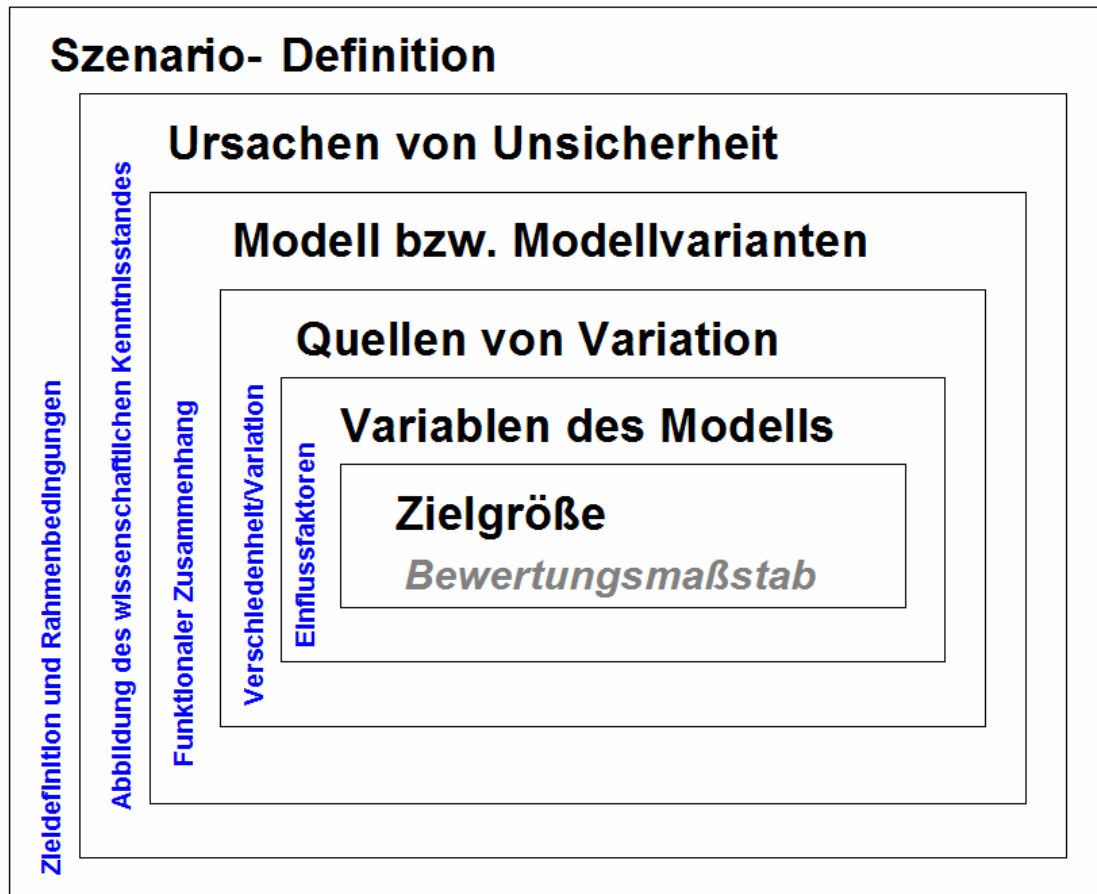 Szenario- Definition
Ursachen von Unsicherheit
Modell bzw. Modellvarianten
Quellen von Variation
Variablen des Modells
Zielgröße
Bewertungsmaßstab
Zieldefinition und Rahmenbedingungen
Abbildung des wissenschaftlichen Kenntnisstandes
Funktionaler Zusammenhang
Verschiedenheit/Variation
Einflussfaktoren